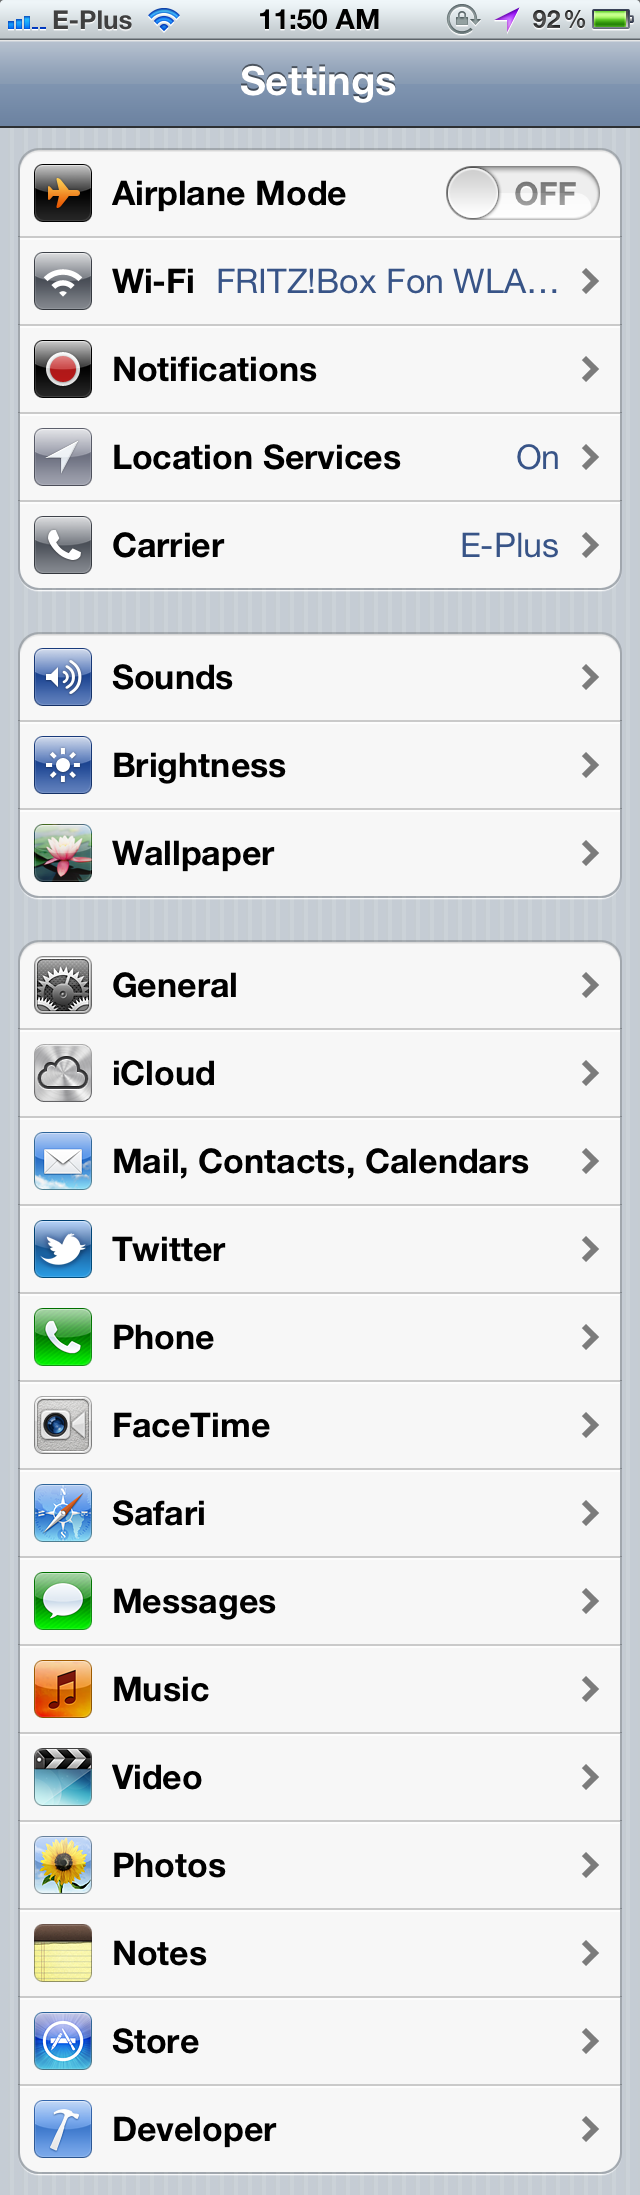 E-Plus 11:50 AM 92%
Settings
Airplane Mode OFF
Wi-Fi FRITZ!Box Fon WLA...
Notifications
Location Services On
Carrier E-Plus
Sounds
Brightness
Wallpaper
General
iCloud
Mail, Contacts, Calendars
Twitter
Phone
FaceTime
Safari
Messages
Music
Video
Photos
Notes
Store
Developer